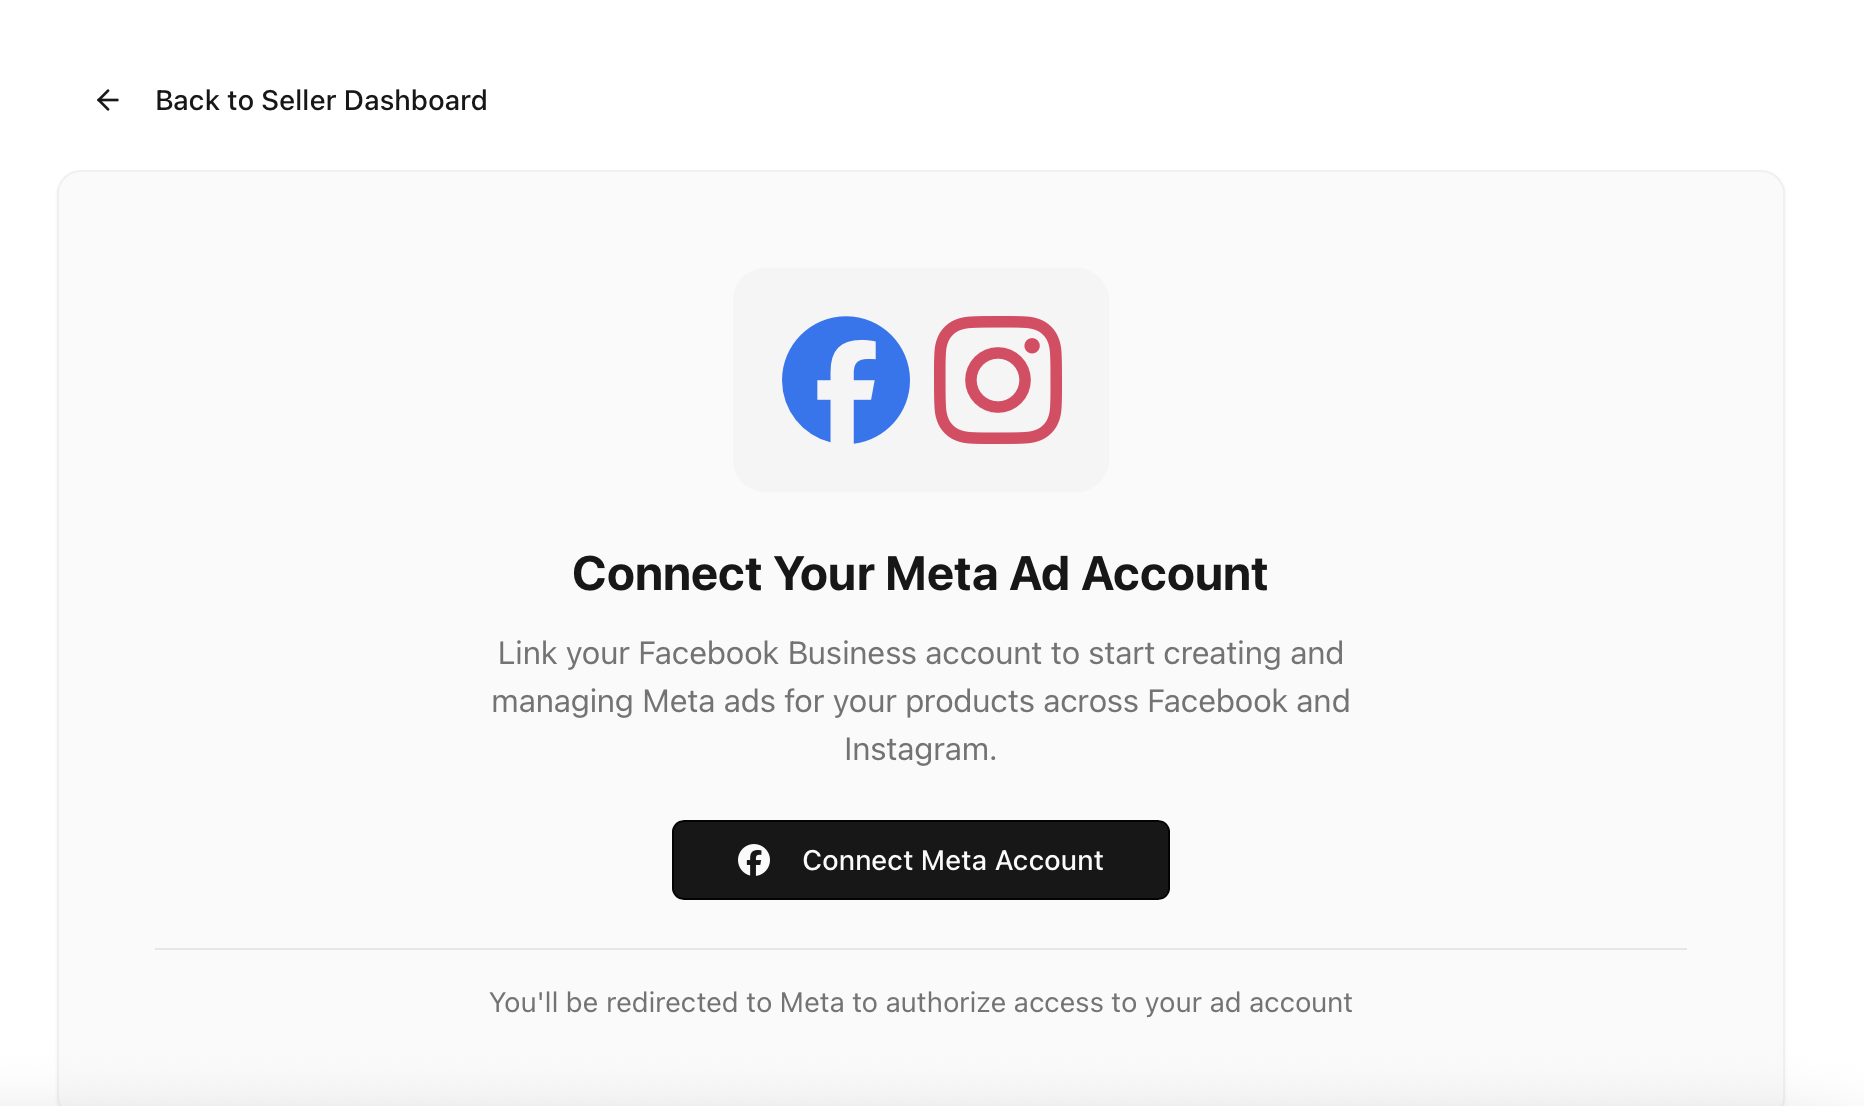 Back to Seller Dashboard
Connect Your Meta Ad Account
Link your Facebook Business account to start creating and
managing Meta ads for your products across Facebook and
Instagram.
Connect Meta Account
You'll be redirected to Meta to authorize access to your ad account